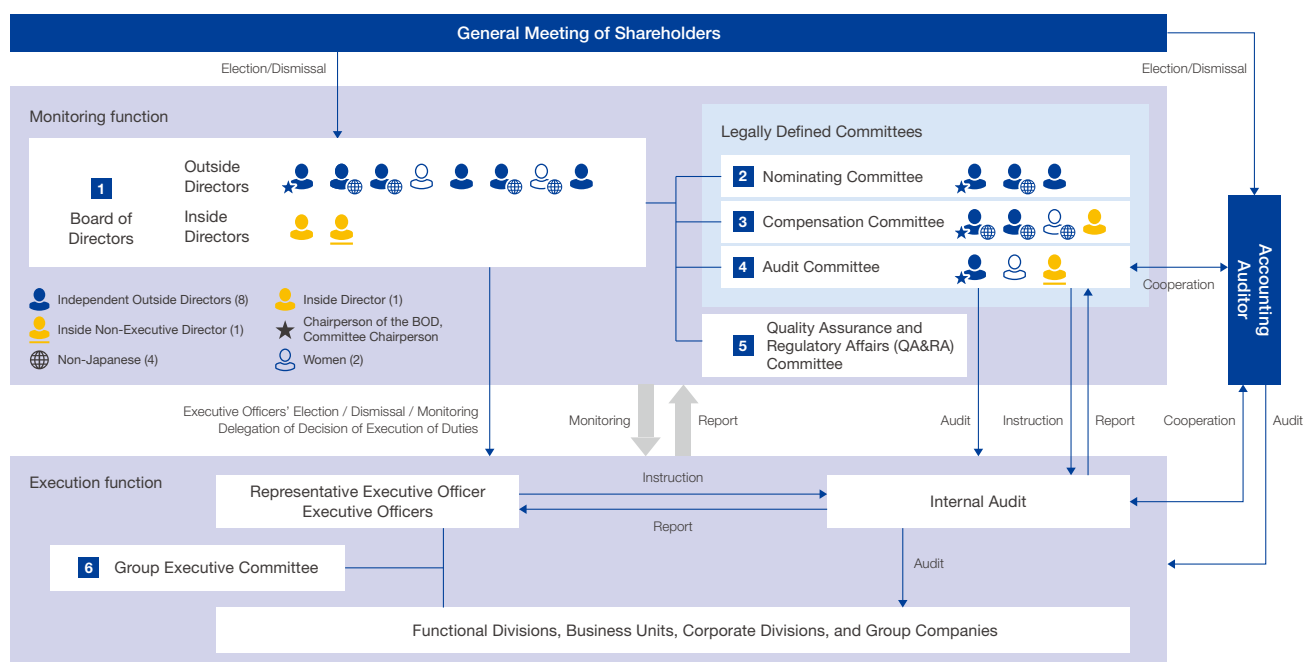 General Meeting of Shareholders
Election/Dismissal
Election/Dismissal
Monitoring function
1
Board of
Directors
Outside
Directors
Inside
Directors
Independent Outside Directors (8)
Inside Director (1)
Inside Non-Executive Director (1)
Chairperson of the BOD,
Committee Chairperson
Non-Japanese (4)
Women (2)
Legally Defined Committees
2 Nominating Committee
3 Compensation Committee
4 Audit Committee
5
Quality Assurance and
Regulatory Affairs (QA&RA)
Committee
Cooperation
Accounting
Auditor
Executive Officers' Election / Dismissal / Monitoring
Delegation of Decision of Execution of Duties
Monitoring
Report
Audit
Instruction
Report
Cooperation
Audit
Execution function
Representative Executive Officer
Executive Officers
Instruction
Report
Internal Audit
6 Group Executive Committee
Audit
Functional Divisions, Business Units, Corporate Divisions, and Group Companies